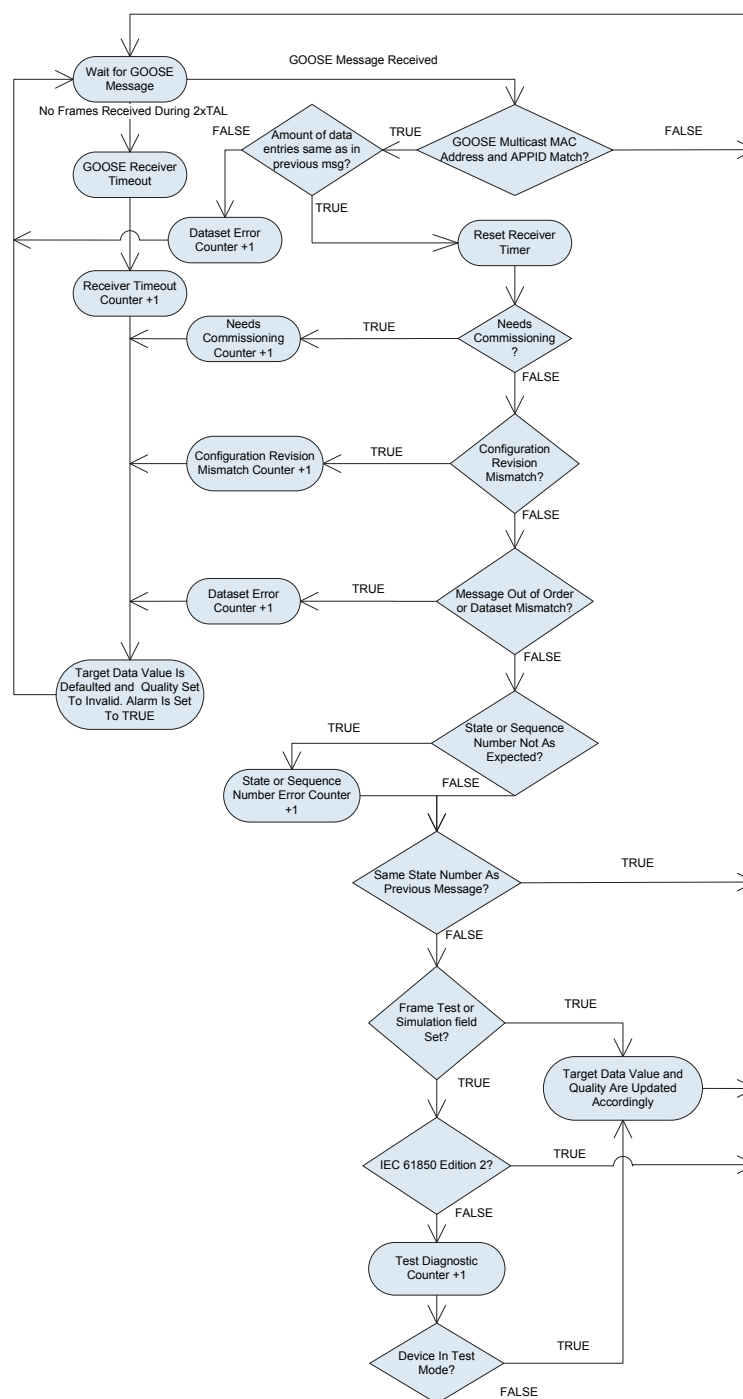 Wait for GOOSE
Message
GOOSE Message Received
No Frames Received During 2xTAL
FALSE
Amount of data
entries same as in
previous msg?
TRUE
GOOSE Multicast MAC
Address and APPID Match?
FALSE
GOOSE Receiver
Timeout
TRUE
Dataset Error
Counter +1
Reset Receiver
Timer
Receiver Timeout
Counter +1
Needs
Commissioning
Counter +1
TRUE
Needs
Commissioning
?
FALSE
Configuration Revision
Mismatch Counter +1
TRUE
Configuration
Revision
Mismatch?
FALSE
Dataset Error
Counter +1
TRUE
Message Out of Order
or Dataset Mismatch?
FALSE
Target Data Value Is
Defaulted and Quality Set
To Invalid. Alarm Is Set
To TRUE
TRUE
State or Sequence
Number Not As
Expected?
State or Sequence
Number Error Counter
+1
FALSE
Same State Number As
Previous Message?
TRUE
FALSE
Frame Test or
Simulation field
Set?
TRUE
TRUE
Target Data Value and
Quality Are Updated
Accordingly
IEC 61850 Edition 2?
TRUE
FALSE
Test Diagnostic
Counter +1
Device In Test
Mode?
TRUE
FALSE